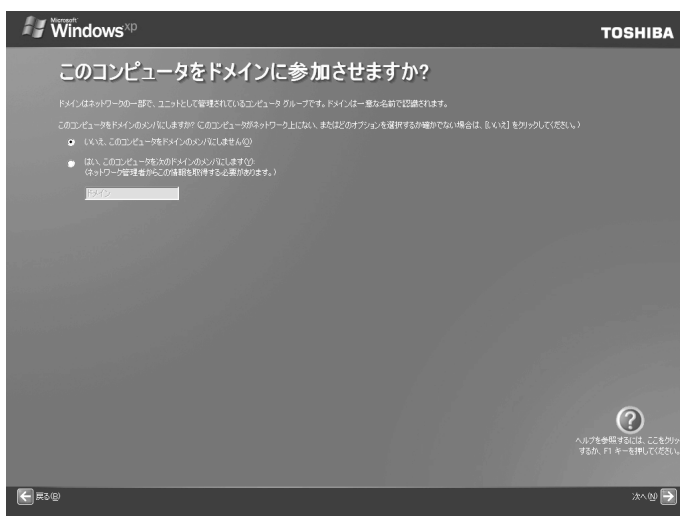 Microsoft
Windows xp
TOSHIBA
このコンピュータをドメインに参加させますか?
ドメインはネットワークの一部で、ユニットとして管理されているコンピュータ グループです。ドメインは一意な名前で認識されます。
このコンピュータをドメインのメンバにしますか? (このコンピュータがネットワーク上にない、またはどのオプションを選択するか確かでない場合は、[いいえ] をクリックしてください。)
いいえ、このコンピュータをドメインのメンバにしません(O)
はい、このコンピュータを次のドメインのメンバにします(Y):
(ネットワーク管理者からこの情報を取得する必要があります。)
ドメイン
ヘルプを参照するには、ここをクリッ
するか、F1 キーを押してください。
戻る(B)
次へ(N)